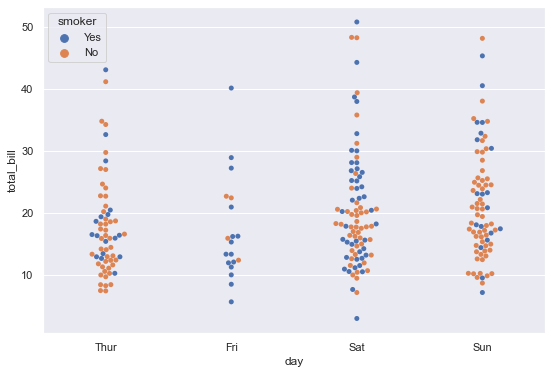 smoker
Yes
No
50
40
30
20
10
total_bill
Thur Fri Sat Sun
day